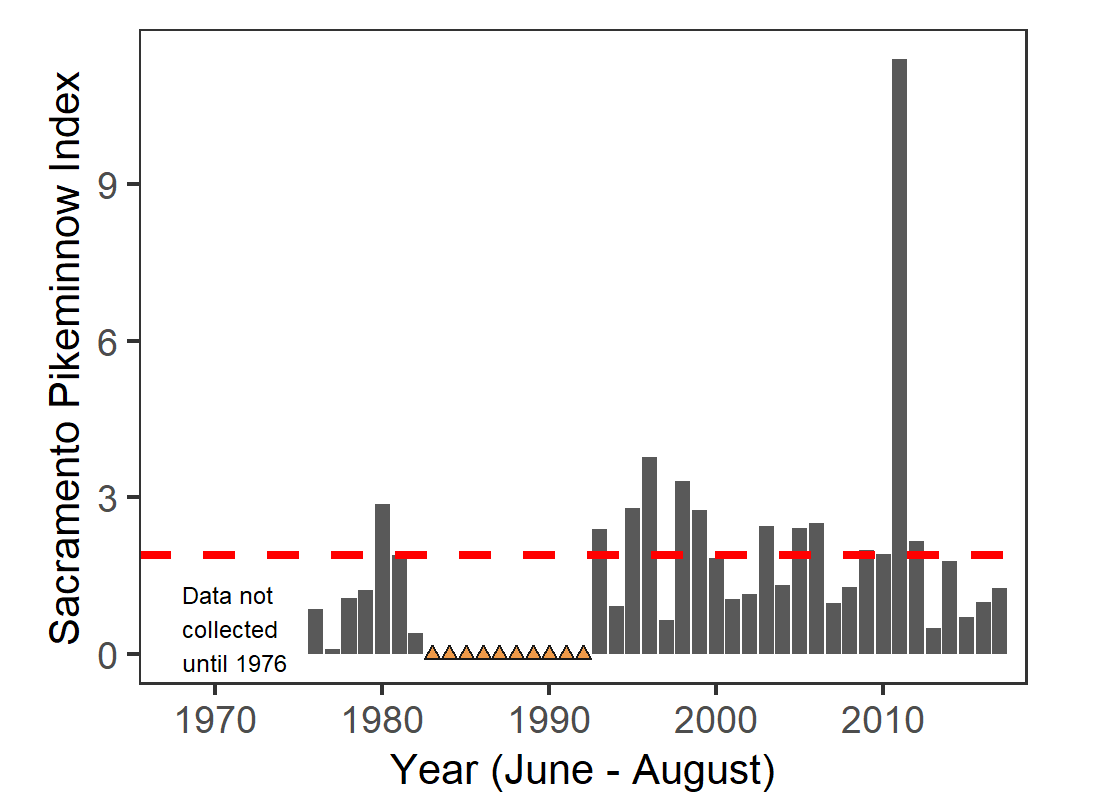 Sacramento Pikeminnow Index
9
6
3
0
Data not
collected
until 1976
1970
1980
1990
2000
2010
Year (June - August)